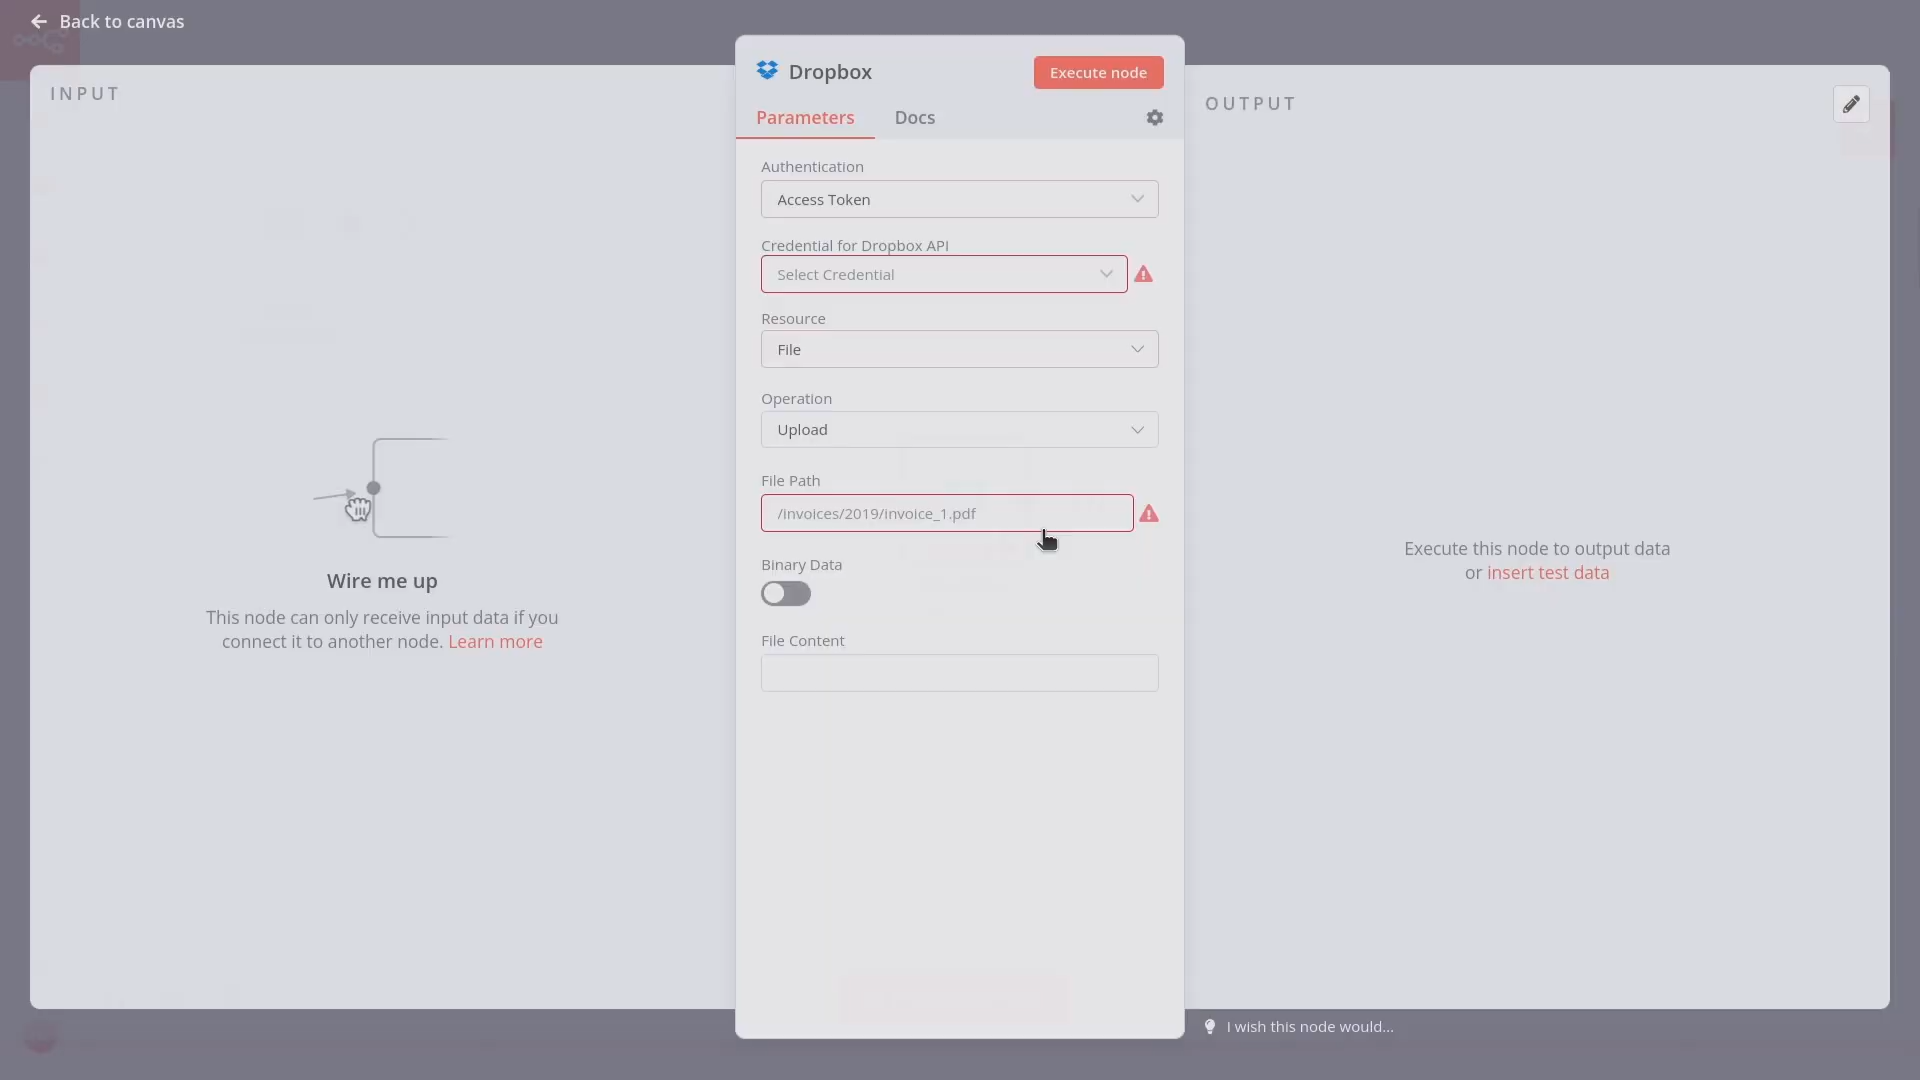 Back to canvas
INPUT
Wire me up
This node can only receive input data if you
connect it to another node. Learn more
Dropbox
Execute node
Parameters
Docs
Authentication
Access Token
Credential for Dropbox API
Select Credential
Resource
File
Operation
Upload
File Path
/invoices/2019/invoice_1.pdf
Binary Data
File Content
OUTPUT
Execute this node to output data
or insert test data
I wish this node would...